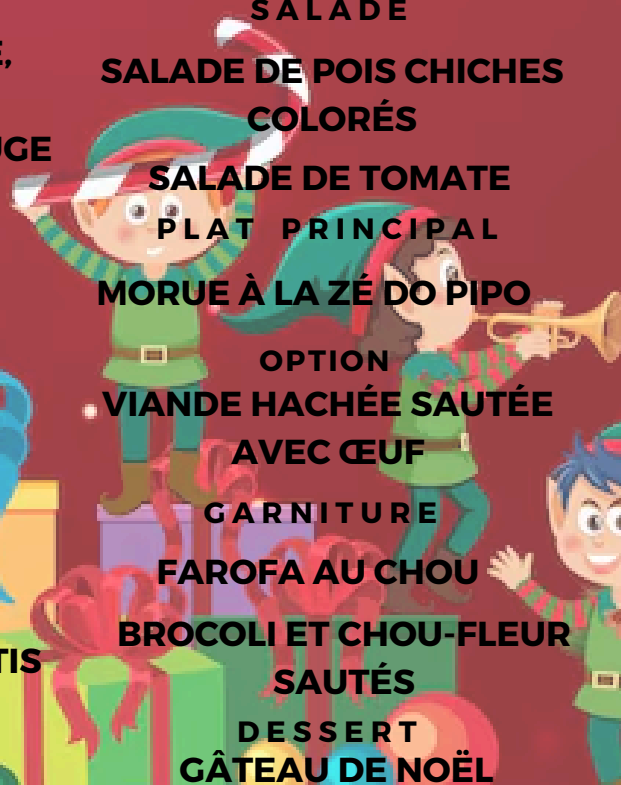 SALADE
SALADE DE POIS CHICHES
COLORÉS
SALADE DE TOMATE
PLAT PRINCIPAL
MORUE À LA ZÉ DO PIPO
OPTION
VIANDE HACHÉE SAUTÉE
AVEC ŒUF
GARNITURE
FAROFA AU CHOU
BROCOLI ET CHOU-FLEUR
SAUTÉS
DESSERT
GÂTEAU DE NOËL